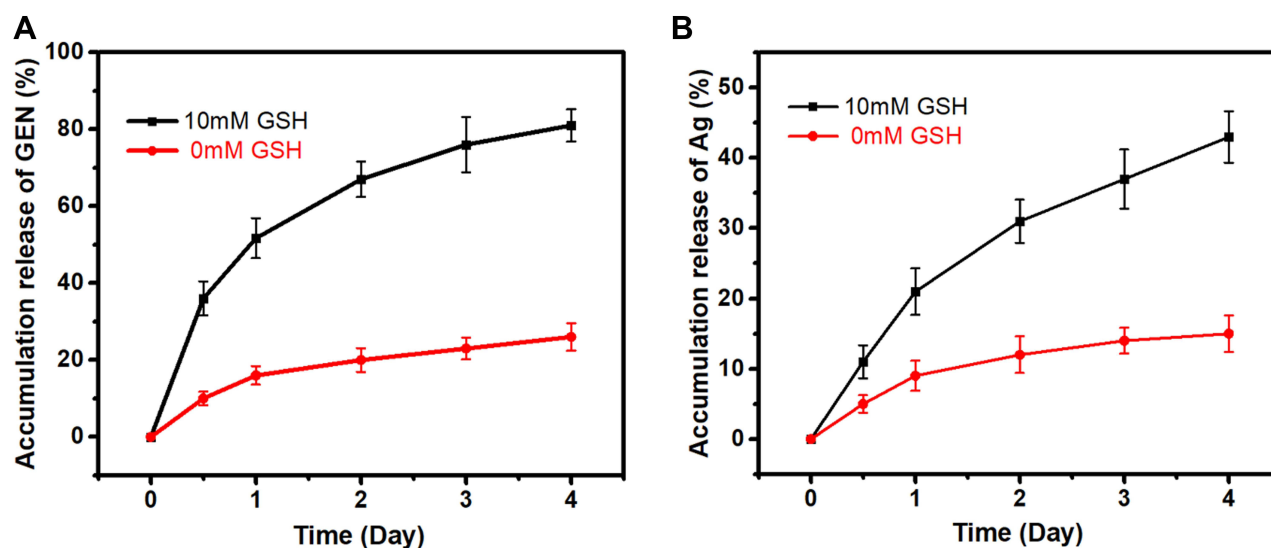 A
Accumulation release of GEN (%)
100
80
60
40
20
0
10mM GSH
0mM GSH
0 1 2 3 4
Time (Day)
B
Accumulation release of Ag (%)
50
40
30
20
10
0
10mM GSH
0mM GSH
0 1 2 3 4
Time (Day)